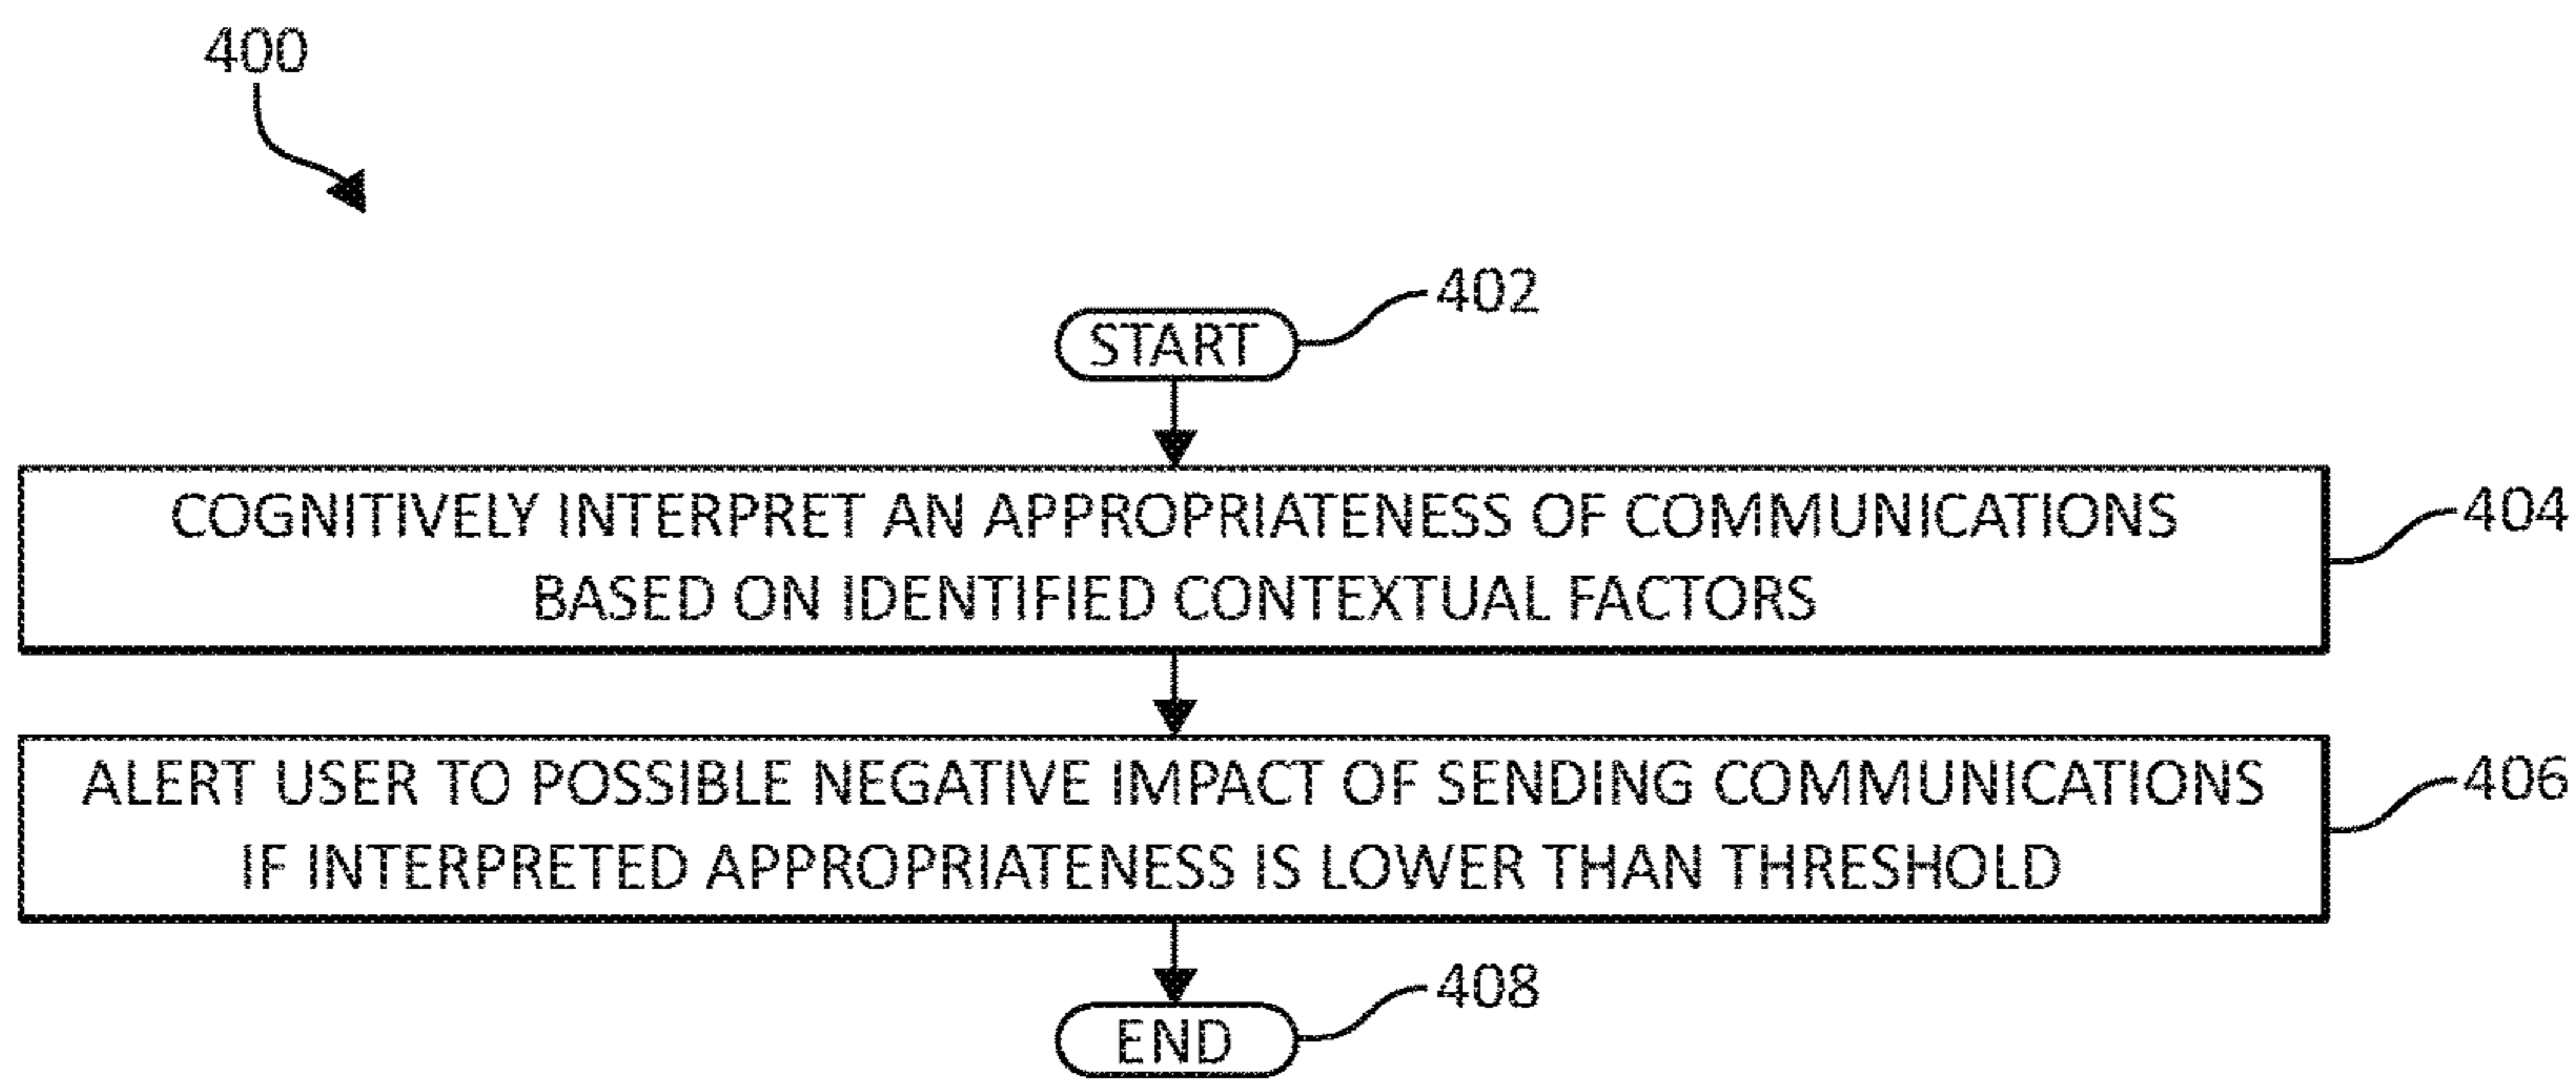 400
402
START
COGNITIVELY INTERPRET AN APPROPRIATENESS OF COMMUNICATIONS
404
BASED ON IDENTIFIED CONTEXTUAL FACTORS
ALERT USER TO POSSIBLE NEGATIVE IMPACT OF SENDING COMMUNICATIONS
406
IF INTERPRETED APPROPRIATENESS IS LOWER THAN THRESHOLD
408
END